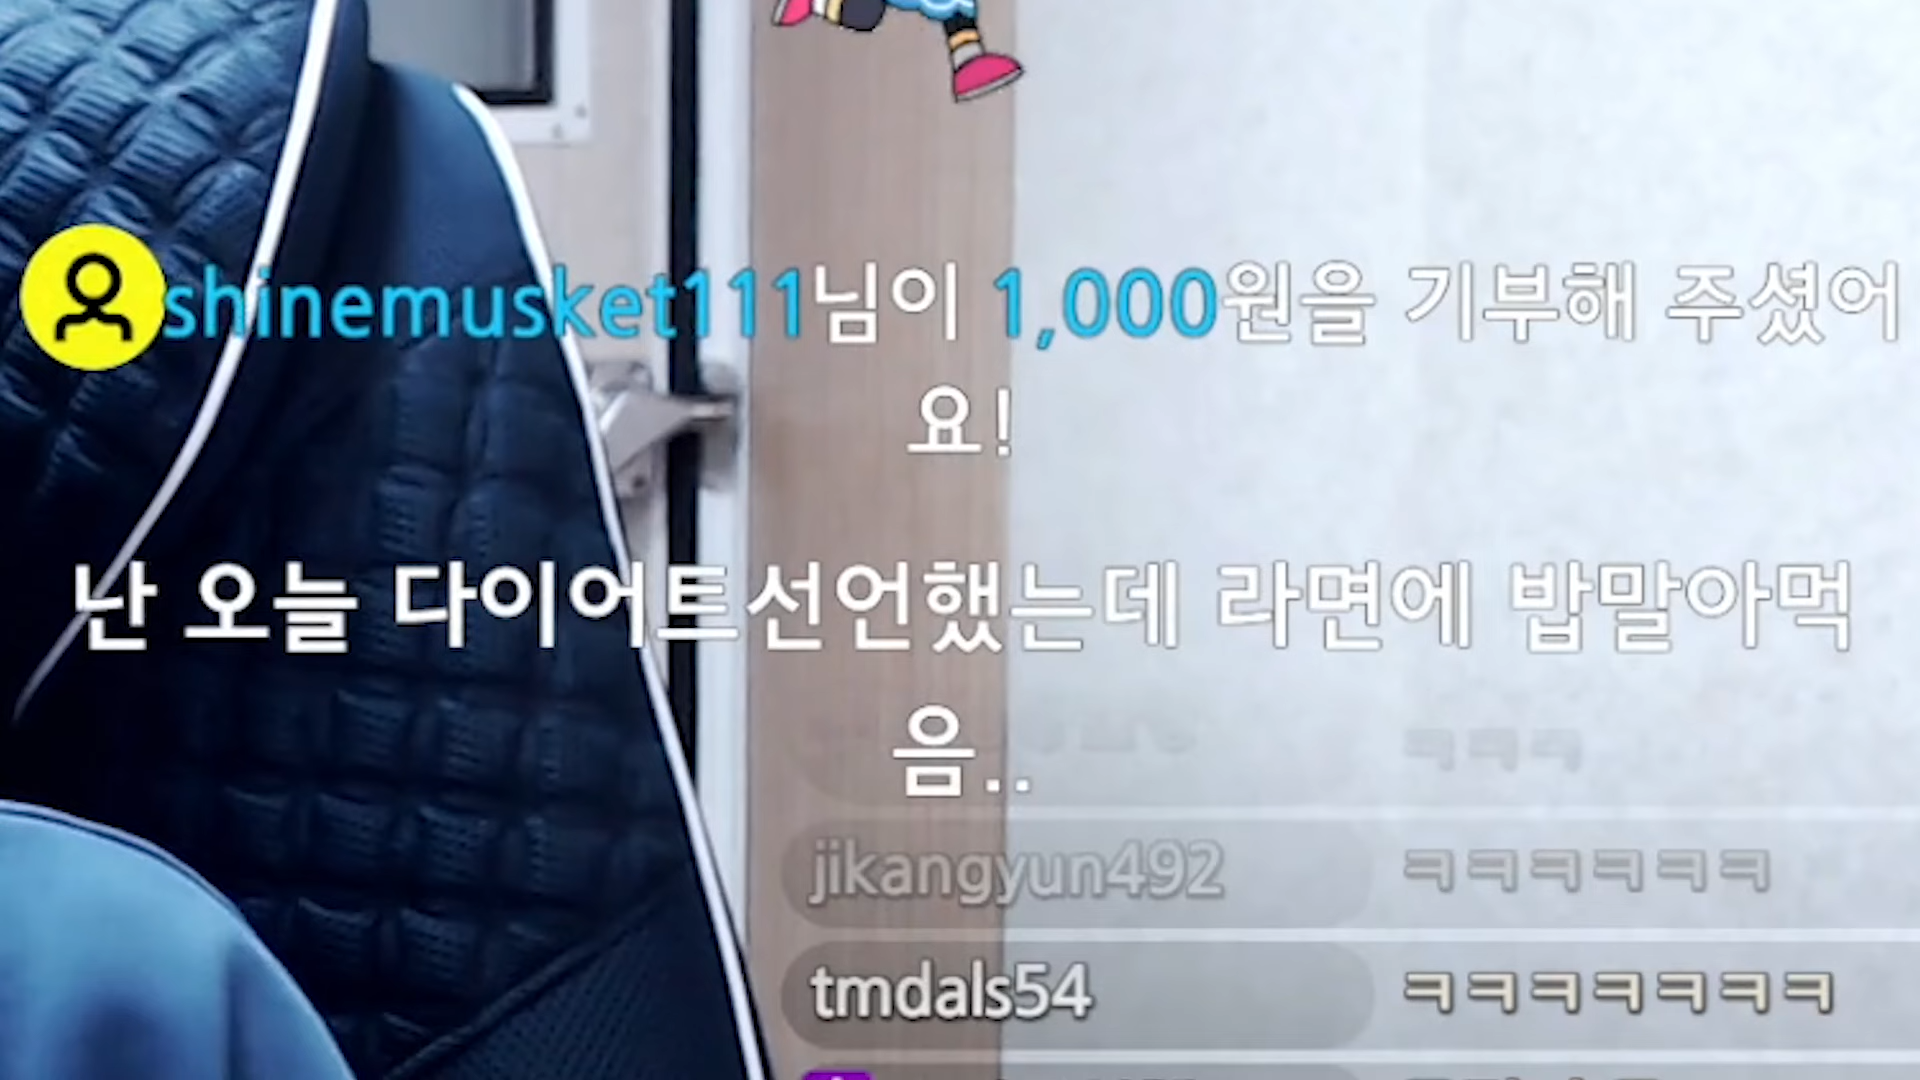 shinemusket111님이 1,000원을 기부해 주셨어
요!
난 오늘 다이어트선언했는데 라면에 밥말아먹
음..
ㅋㅋㅋ
jikangyun492 ㅋㅋㅋㅋㅋㅋ
tmdals54 ㅋㅋㅋㅋㅋㅋㅋ